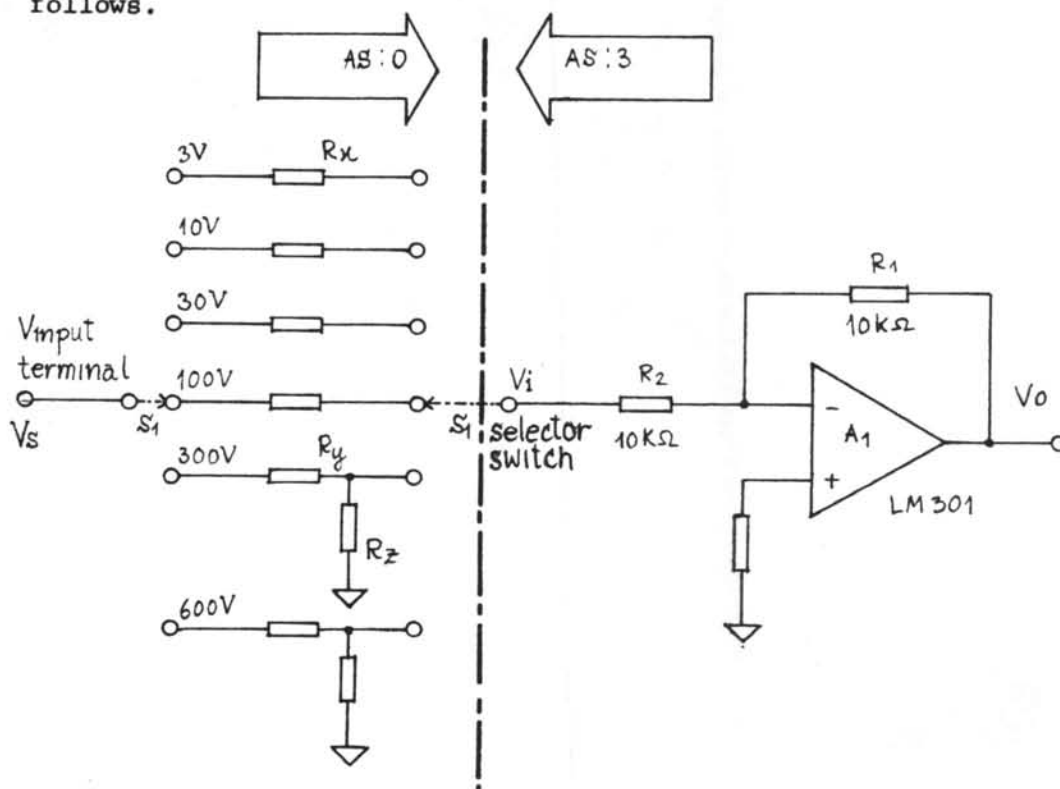 follows.
AS:0
AS:3
3V
Rx
10V
30V
R1
10KΩ
Vinput
terminal
100V
Vi
R2
Vo
Vs
S1
S1
selector
switch
10KΩ
-
A1
+
LM301
300V
Ry
Rz
600V